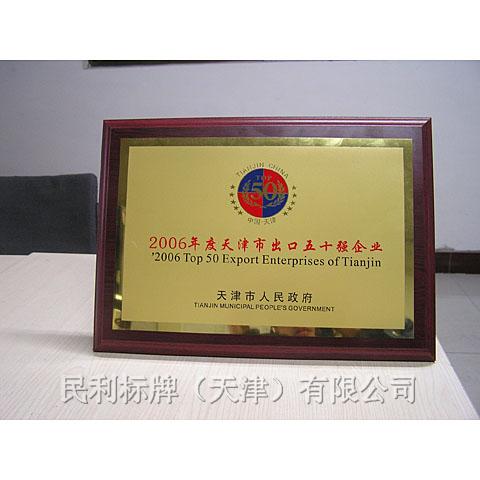 TIANJIN CHINA
TOP
50
中国·天津
2006年度天津市出口五十强企业
'2006 Top 50 Export Enterprises of Tianjin
天津市人民政府
TIANJIN MUNICIPAL PEOPLE'S GOVERNMENT
民利标牌（天津）有限公司